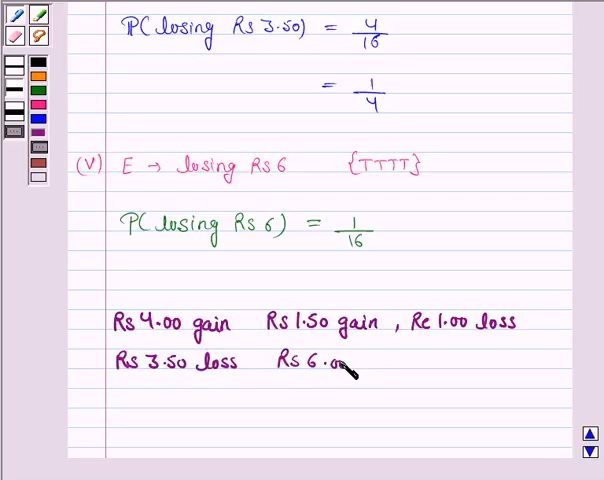 P(losing Rs 3.50) = 4/16
= 1/4
(V) E → losing Rs 6 {TTTT}
P(losing Rs 6) = 1/16
Rs 4.00 gain Rs 1.50 gain , Re 1.00 loss
Rs 3.50 loss Rs 6.00